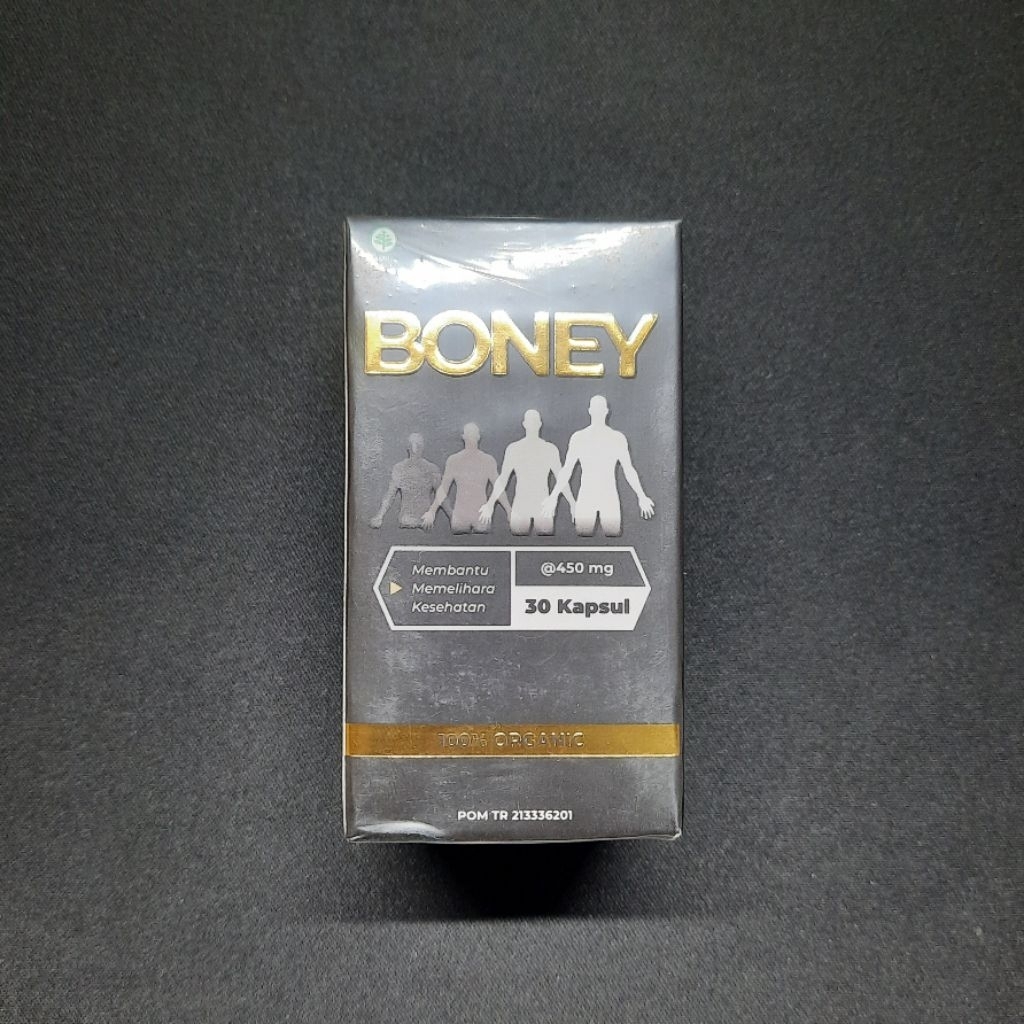 BONEY
Membantu
Memelihara
Kesehatan
@450 mg
30 Kapsul
100% ORGANIC
POM TR 213336201